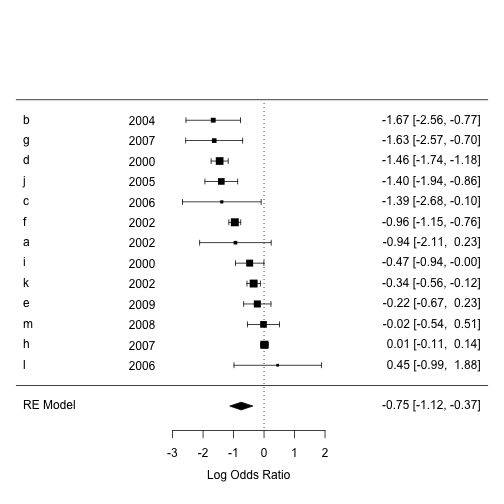 b 2004 -1.67 [-2.56, -0.77]
g 2007 -1.63 [-2.57, -0.70]
d 2000 -1.46 [-1.74, -1.18]
j 2005 -1.40 [-1.94, -0.86]
c 2006 -1.39 [-2.68, -0.10]
f 2002 -0.96 [-1.15, -0.76]
a 2002 -0.94 [-2.11, 0.23]
i 2000 -0.47 [-0.94, -0.00]
k 2002 -0.34 [-0.56, -0.12]
e 2009 -0.22 [-0.67, 0.23]
m 2008 -0.02 [-0.54, 0.51]
h 2007 0.01 [-0.11, 0.14]
l 2006 0.45 [-0.99, 1.88]
RE Model -0.75 [-1.12, -0.37]
-3 -2 -1 0 1 2
Log Odds Ratio